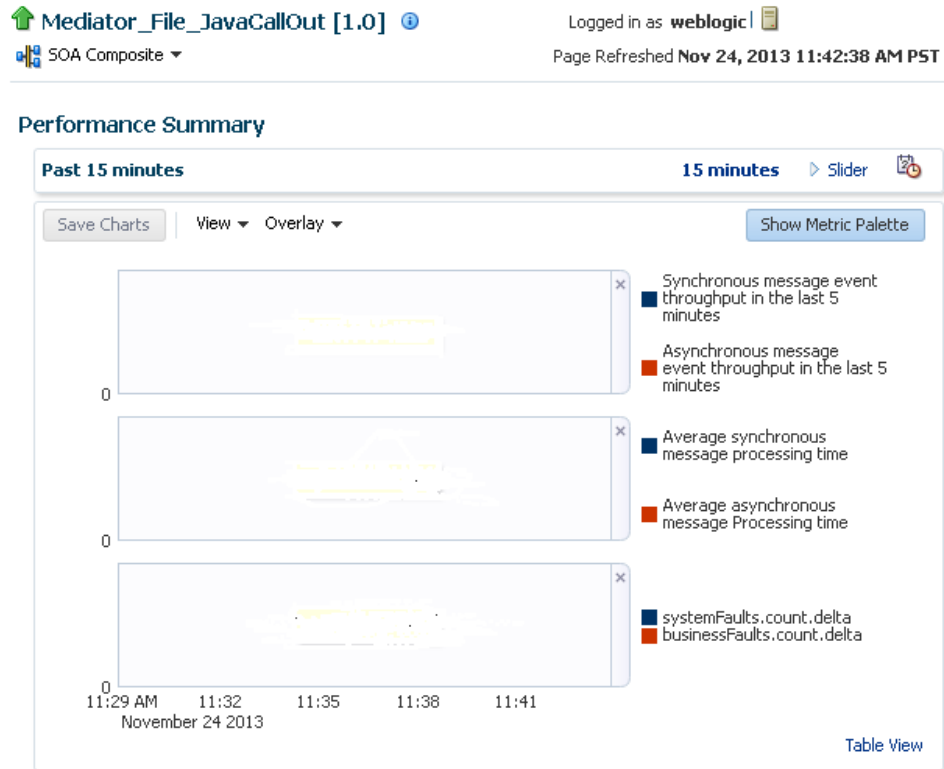 Mediator_File_JavaCallOut [1.0]
Logged in as weblogic
SOA Composite
Page Refreshed Nov 24, 2013 11:42:38 AM PST
Performance Summary
Past 15 minutes
15 minutes
Slider
Save Charts
View
Overlay
Show Metric Palette
Synchronous message event
throughput in the last 5
minutes
Asynchronous message
event throughput in the last 5
minutes
0
Average synchronous
message processing time
Average asynchronous
message Processing time
0
systemFaults.count.delta
businessFaults.count.delta
0
11:29 AM 11:32 11:35 11:38 11:41
November 24 2013
Table View